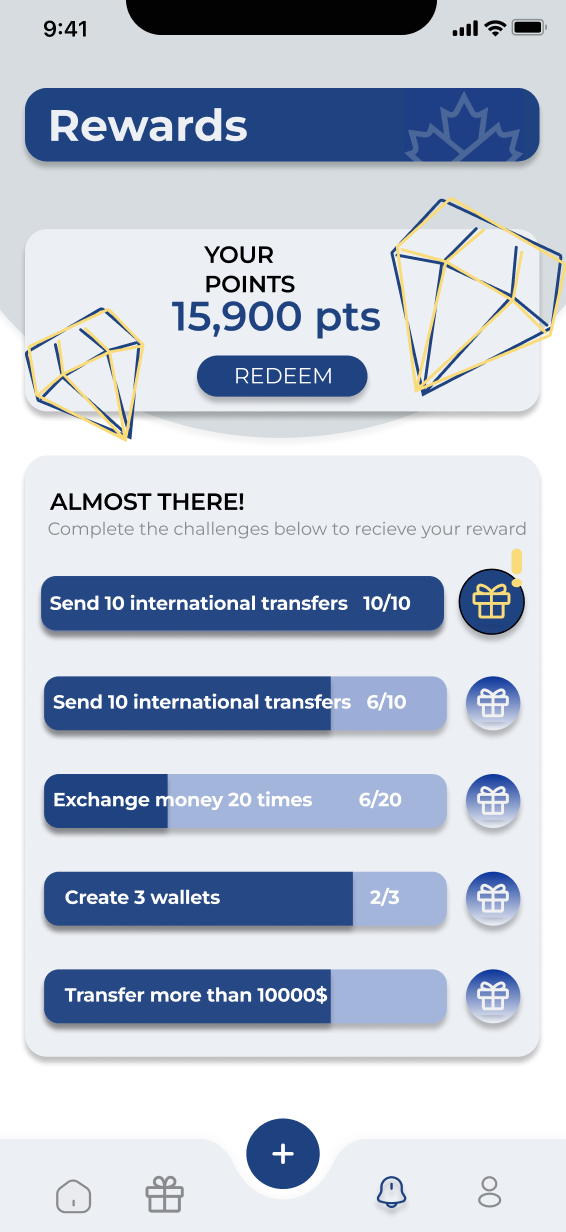 9:41
Rewards
YOUR
POINTS
15,900 pts
REDEEM
ALMOST THERE!
Complete the challenges below to recieve your reward
Send 10 international transfers 10/10
Send 10 international transfers 6/10
Exchange money 20 times 6/20
Create 3 wallets 2/3
Transfer more than 10000$